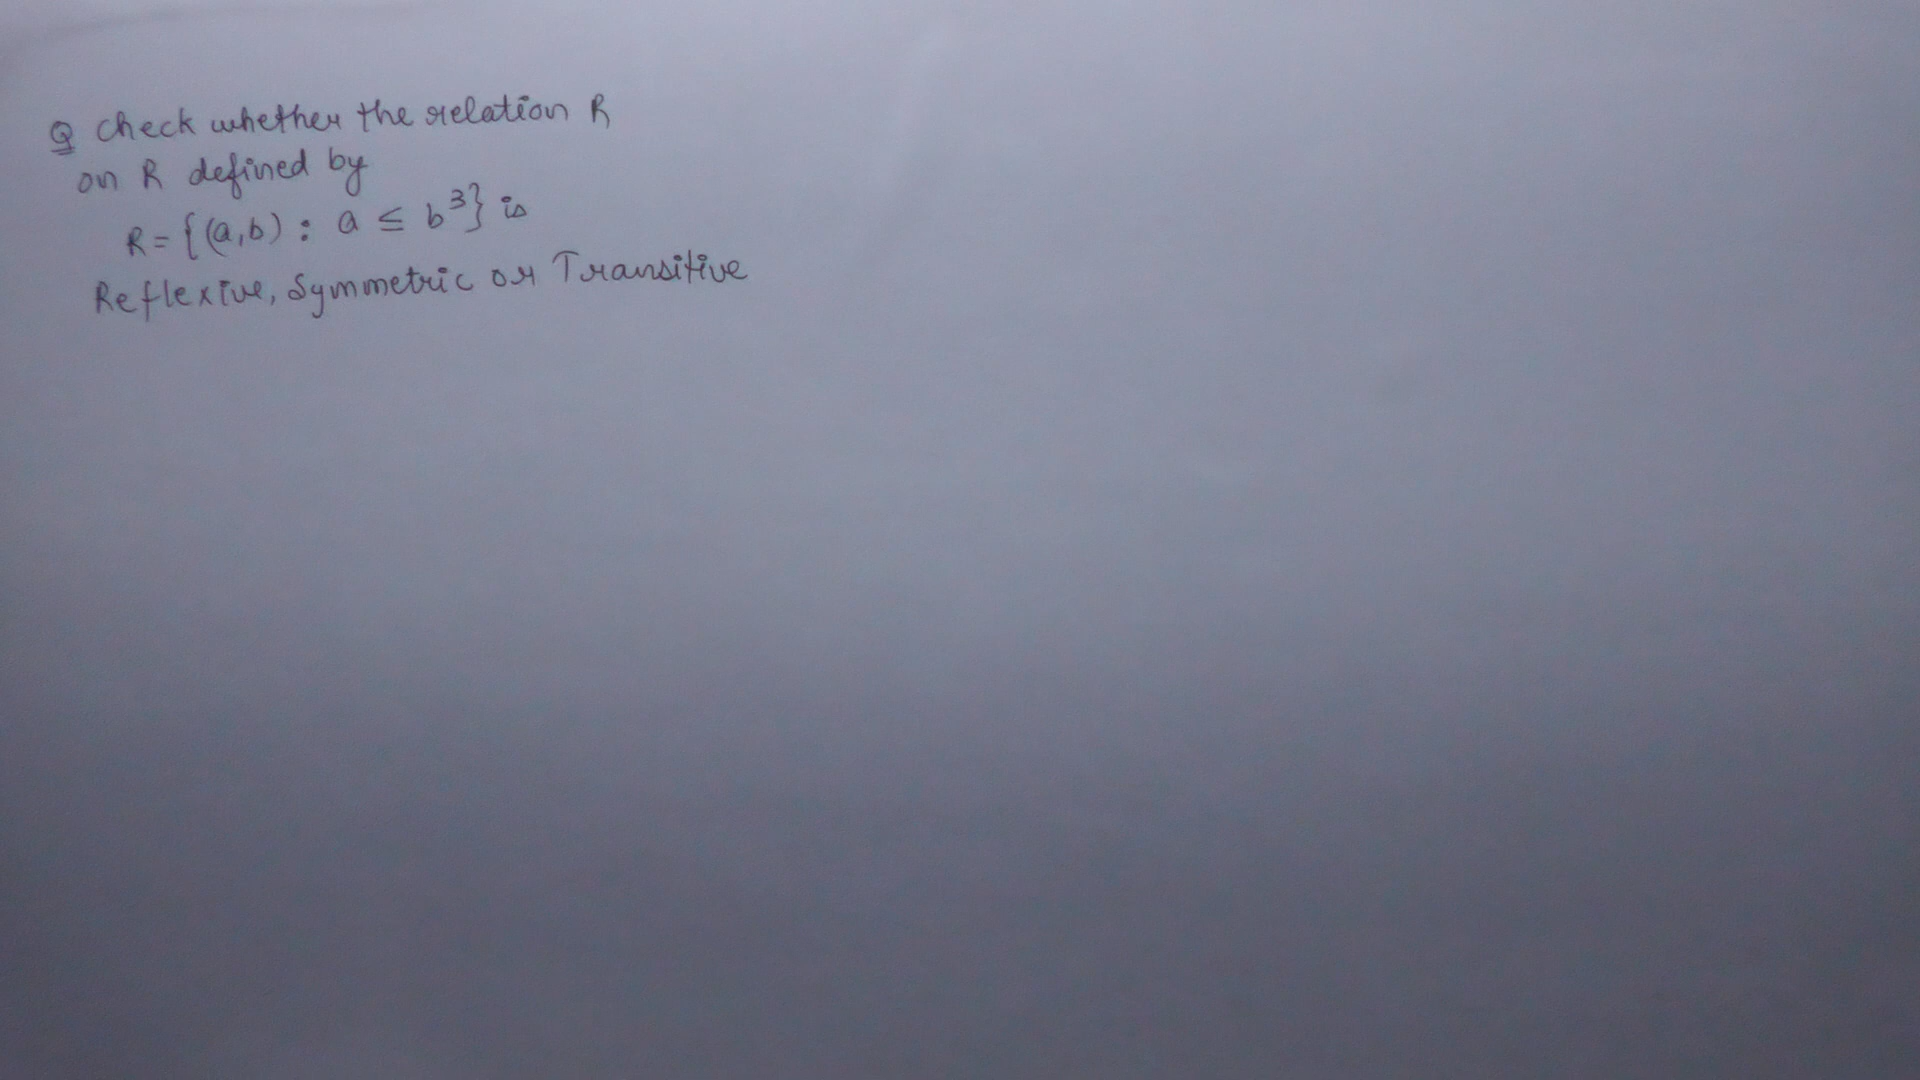 Q Check whether the relation R
on R defined by
R = {(a,b) : a ≤ b³} is
Reflexive, Symmetric or Transitive